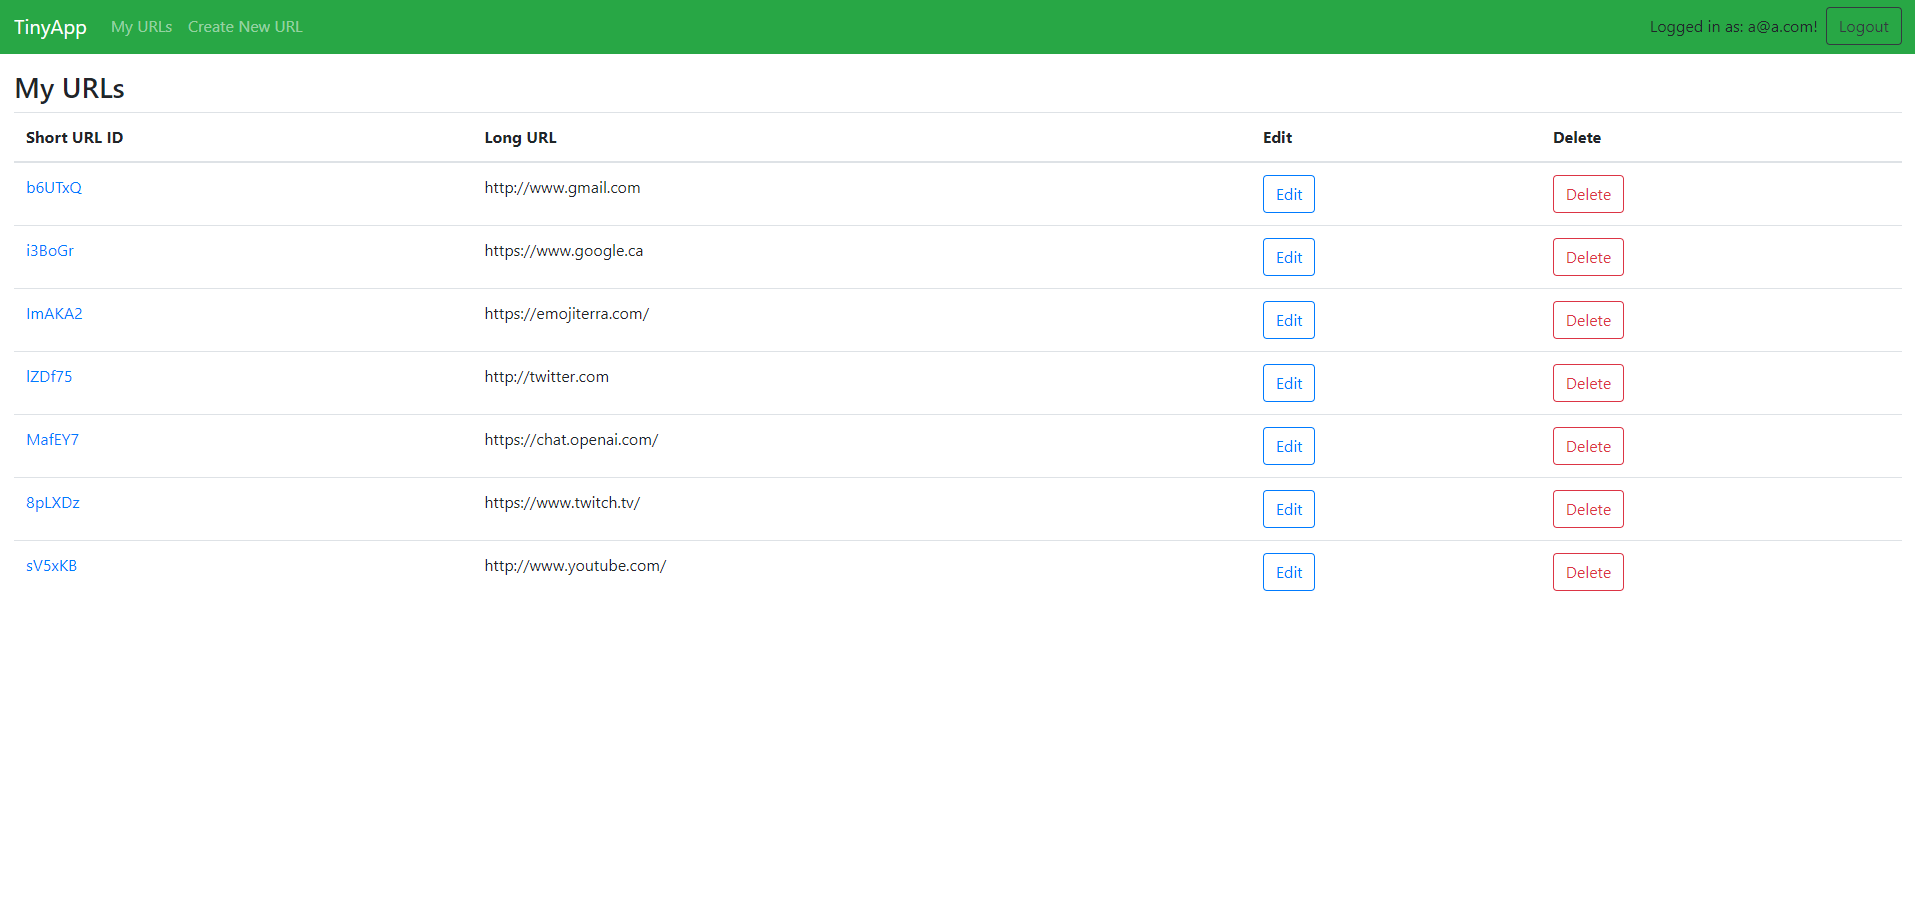 TinyApp My URLs Create New URL Logged in as: a@a.com! Logout
My URLs
Short URL ID Long URL Edit Delete
b6UTxQ http://www.gmail.com Edit Delete
i3BoGr https://www.google.ca Edit Delete
ImAKA2 https://emojiterra.com/ Edit Delete
lZDf75 http://twitter.com Edit Delete
MafEY7 https://chat.openai.com/ Edit Delete
8pLXDz https://www.twitch.tv/ Edit Delete
sV5xKB http://www.youtube.com/ Edit Delete